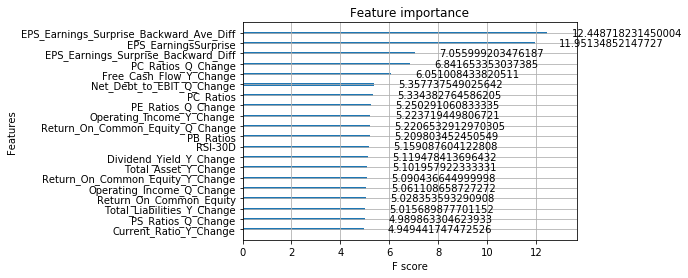 Feature importance
EPS_Earnings_Surprise_Backward_Ave_Diff 12.448718231450004
EPS_EarningsSurprise 11.95134852147727
EPS_Earnings_Surprise_Backward_Diff 7.055999203476187
PC_Ratios_Q_Change 6.841653353037385
Free_Cash_Flow_Y_Change 6.051008433820511
Net_Debt_to_EBIT_Q_Change 5.357737549025642
PC_Ratios 5.334382764586205
PE_Ratios_Q_Change 5.250291060833335
Operating_Income_Y_Change 5.223719449806721
Return_On_Common_Equity_Q_Change 5.2206532912970305
PB_Ratios 5.209803452450549
RSI-30D 5.159087604122808
Dividend_Yield_Y_Change 5.119478413696432
Total_Asset_Y_Change 5.101957922333331
Return_On_Common_Equity_Y_Change 5.090436644999998
Operating_Income_Q_Change 5.061108658727272
Return_On_Common_Equity 5.028353593290908
Total_Liabilities_Y_Change 5.015689877701152
PS_Ratios_Q_Change 4.989863304623933
Current_Ratio_Y_Change 4.949441747472526
Features
0 2 4 6 8 10 12
F score